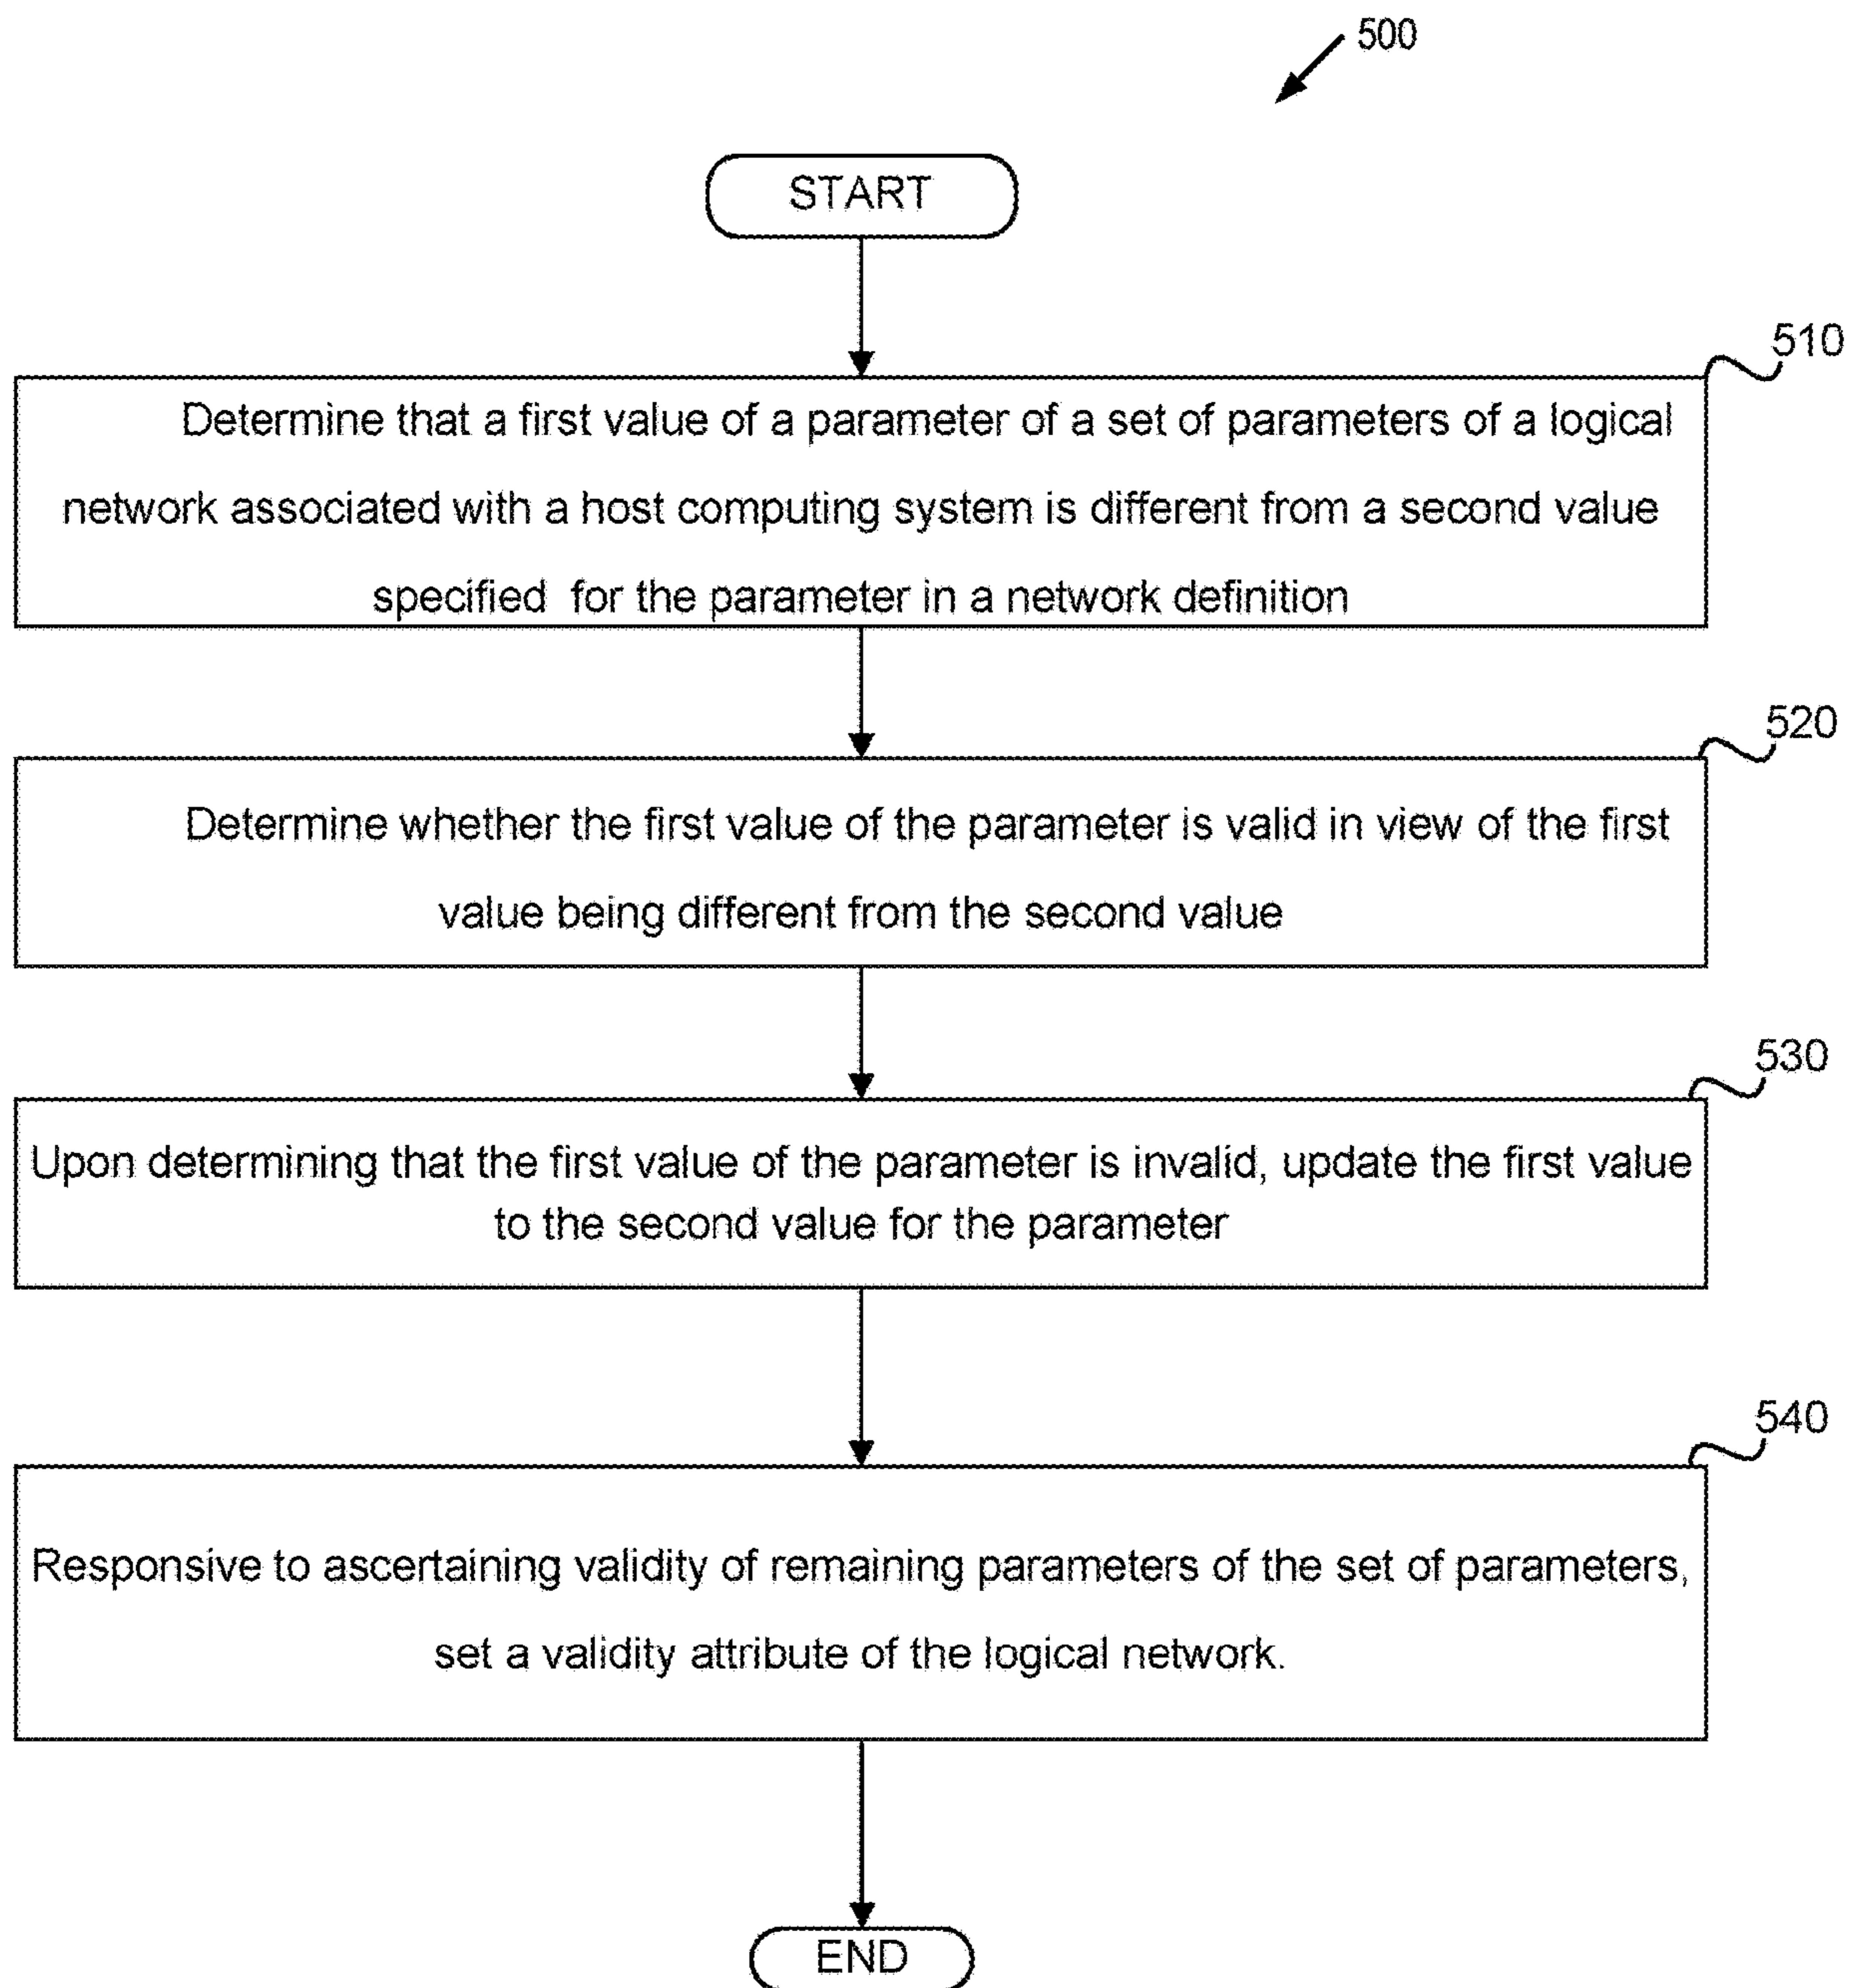 500
START
510
Determine that a first value of a parameter of a set of parameters of a logical
network associated with a host computing system is different from a second value
specified for the parameter in a network definition
520
Determine whether the first value of the parameter is valid in view of the first
value being different from the second value
530
Upon determining that the first value of the parameter is invalid, update the first value
to the second value for the parameter
540
Responsive to ascertaining validity of remaining parameters of the set of parameters,
set a validity attribute of the logical network.
END